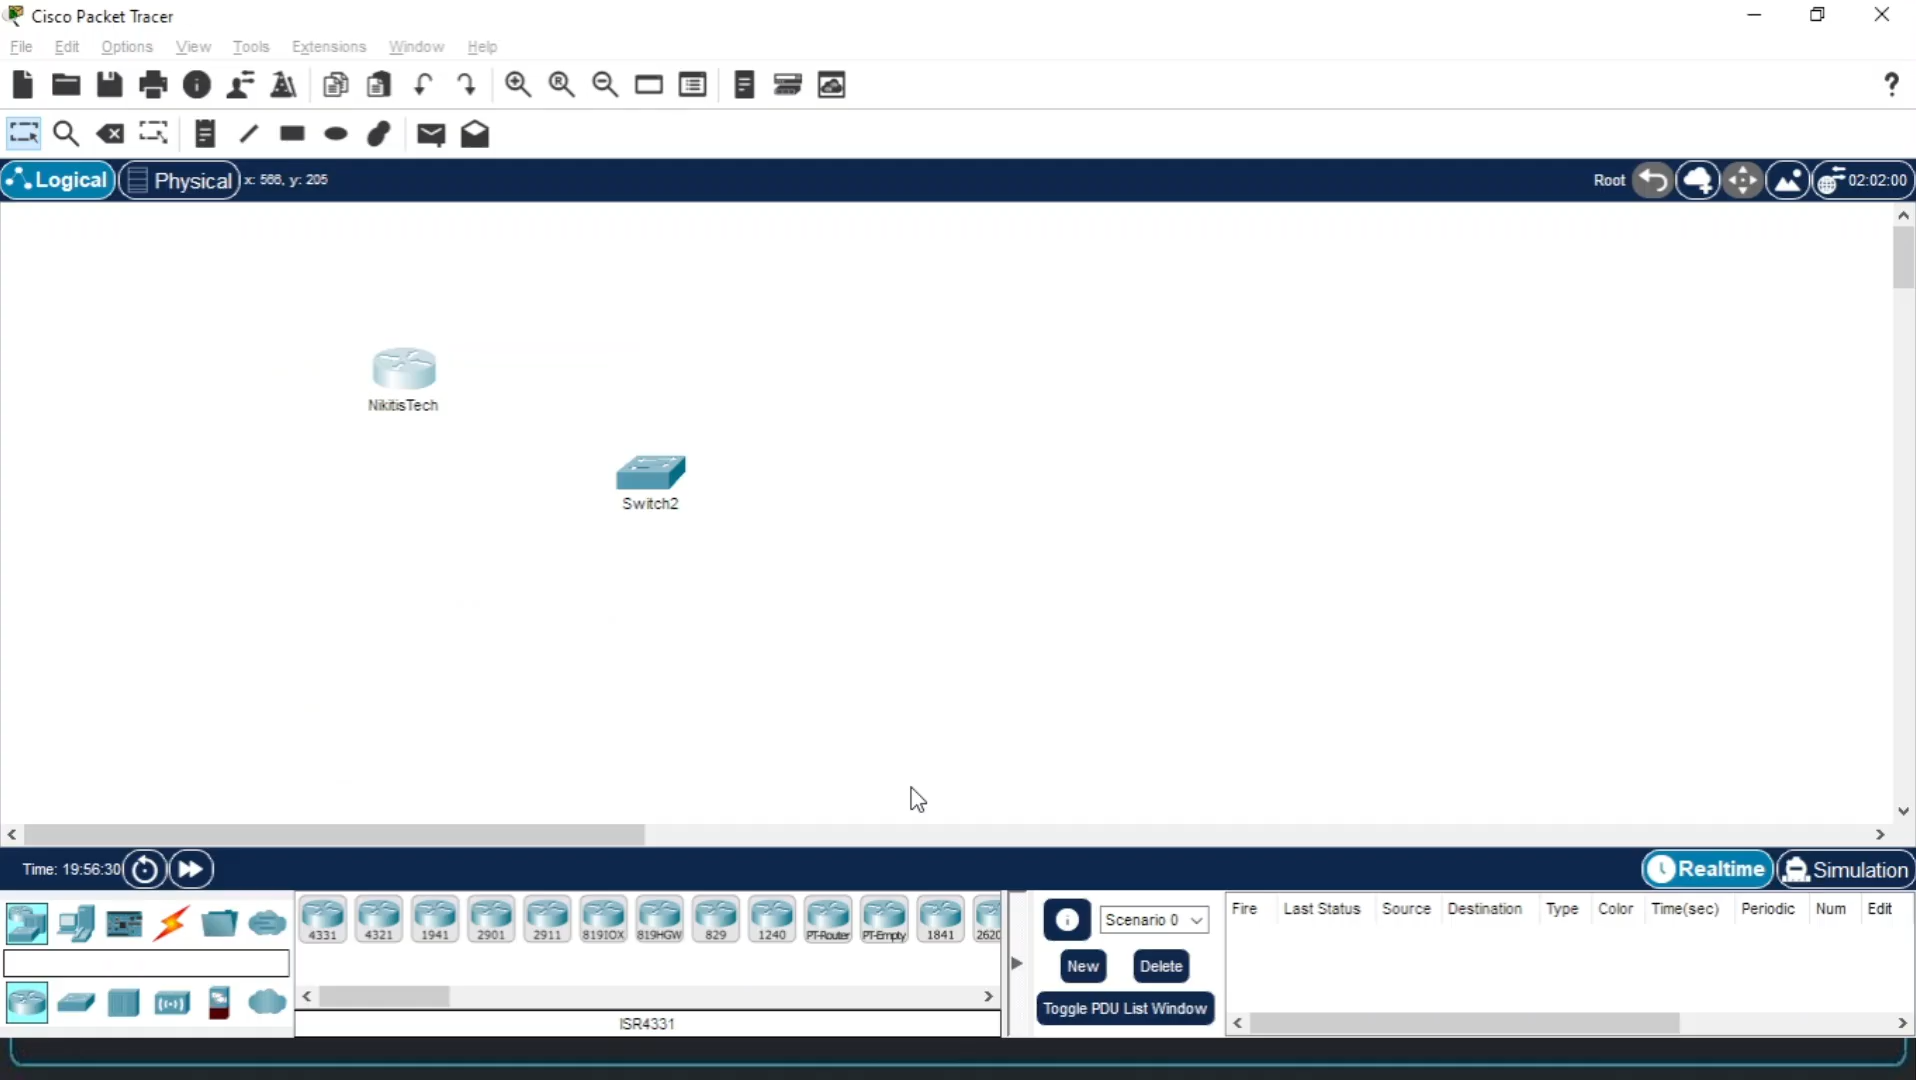 Cisco Packet Tracer
File Edit Options View Tools Extensions Window Help
Logical Physical x: 566, y: 205 Root 02:02:00
NikitisTech
Switch2
Time: 19:56:30 Realtime Simulation
4331 4321 1941 2901 2911 819IOX 819HGW 829 1240 PT-Router PT-Empty 1841 2620
Scenario 0
Fire Last Status Source Destination Type Color Time(sec) Periodic Num Edit
New Delete
Toggle PDU List Window
ISR4331